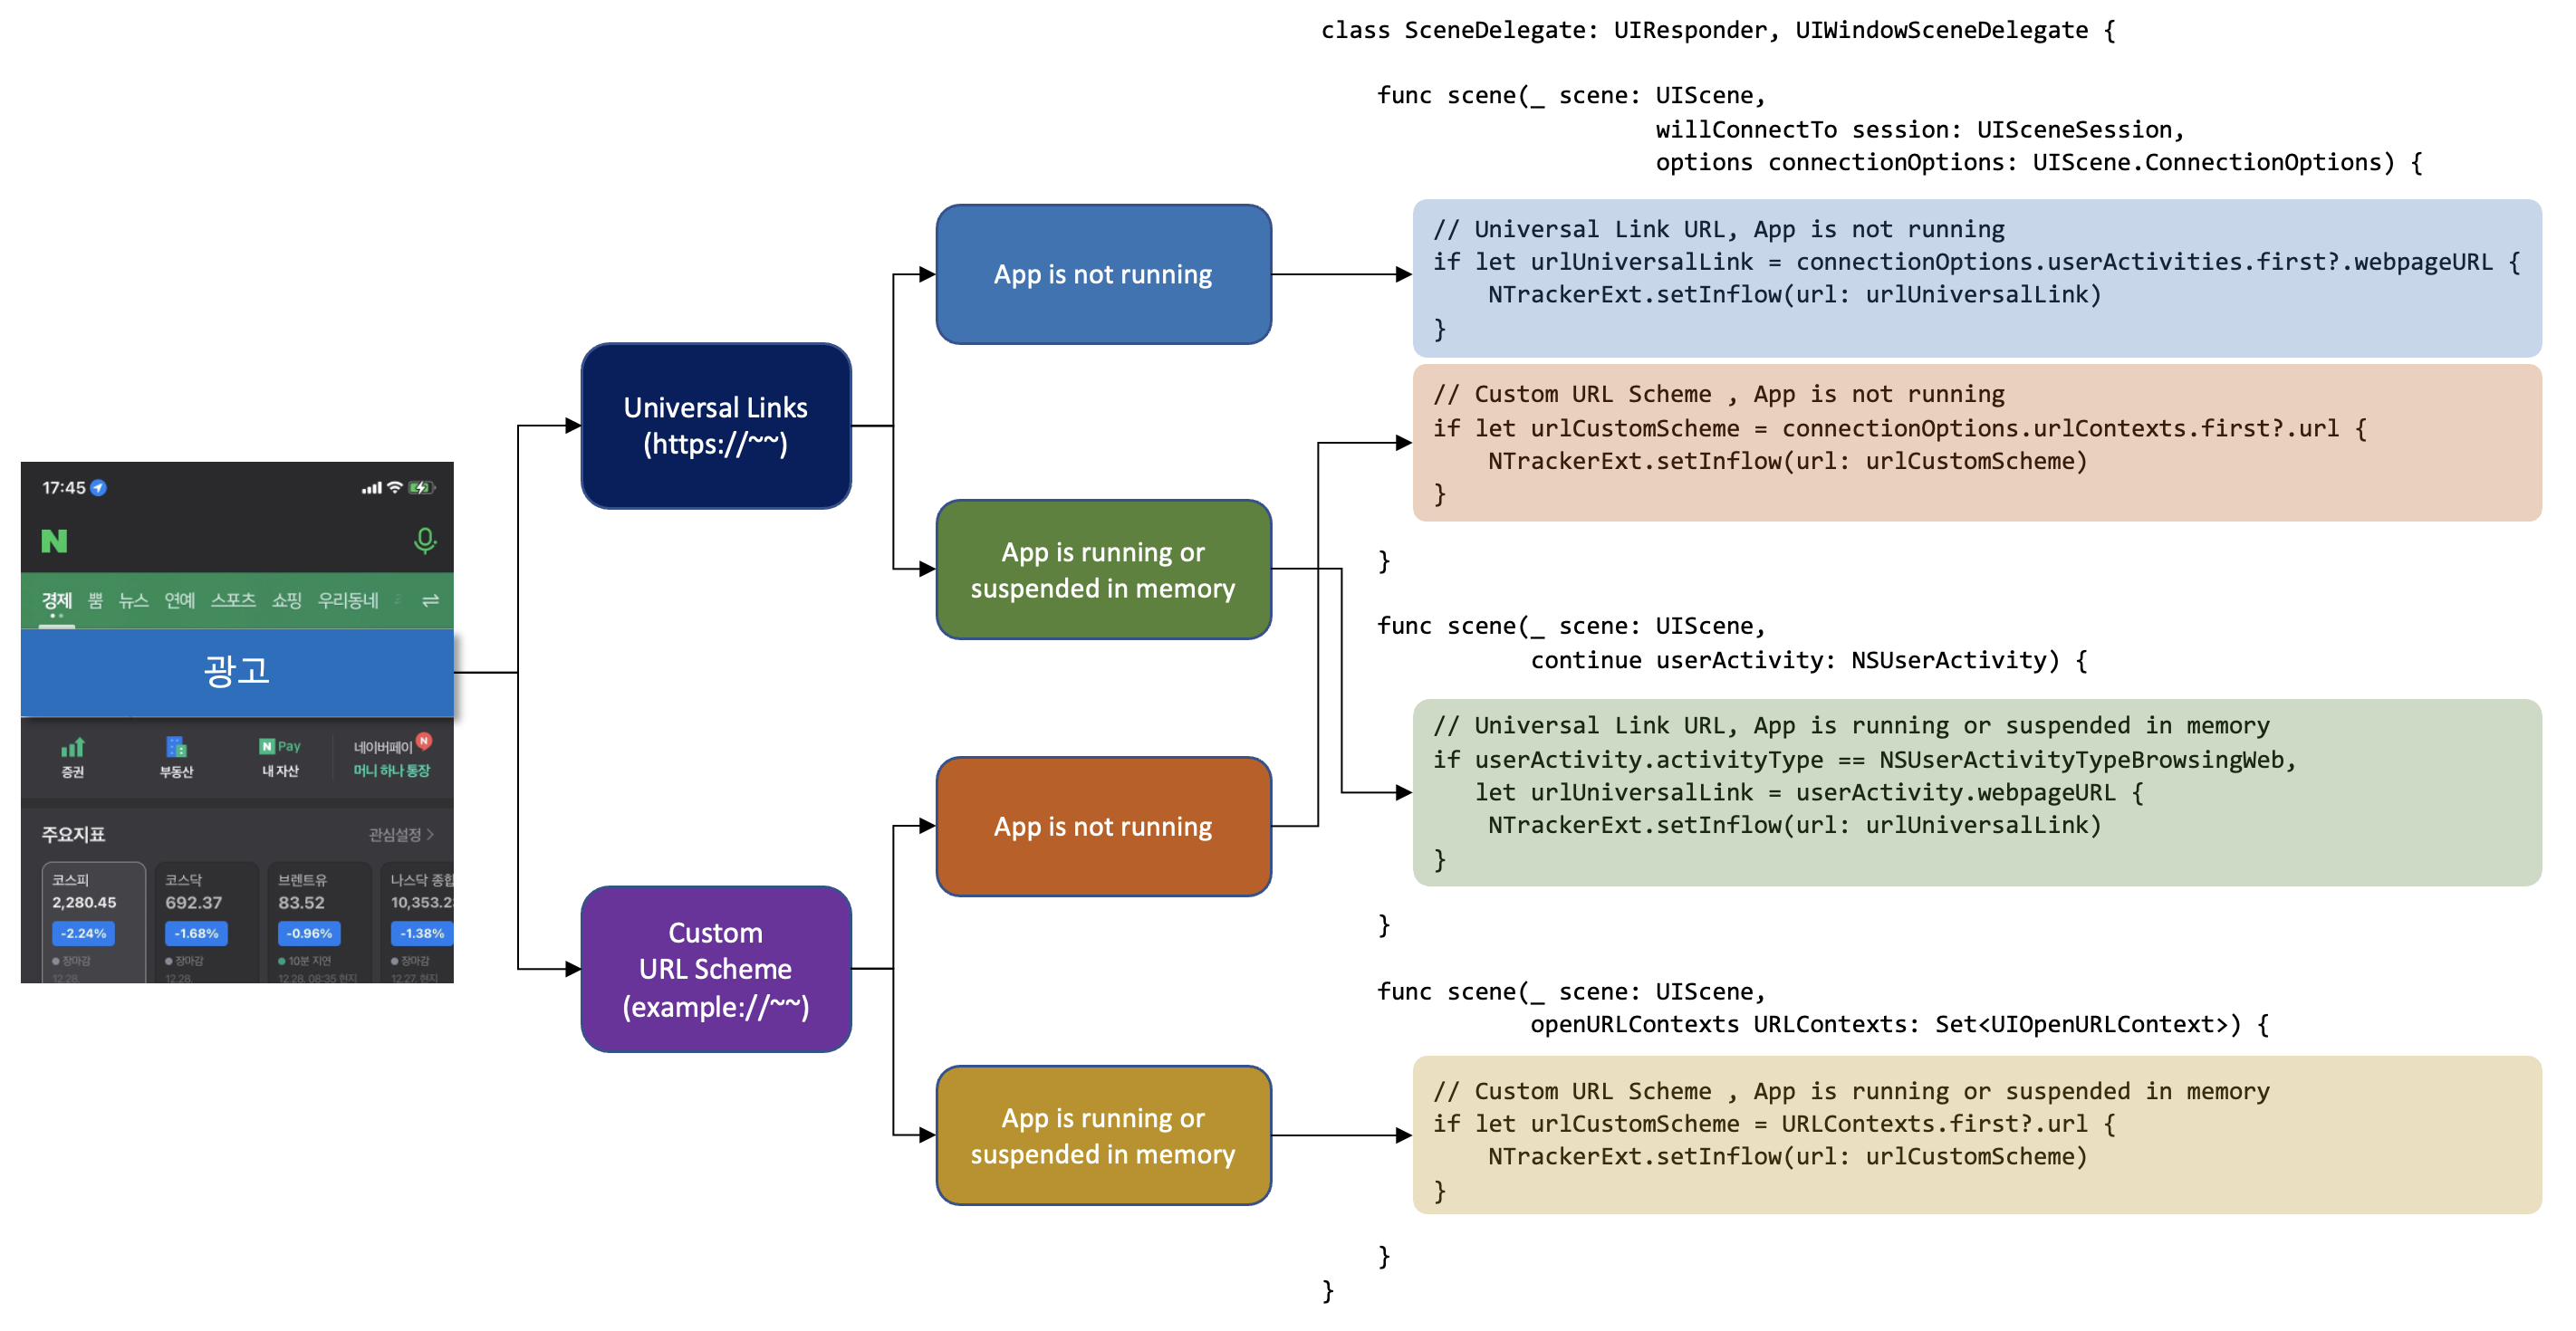 17:45
N
경제 뿜 뉴스 연예 스포츠 쇼핑 우리동네
광고
증권
부동산
N Pay
내 자산
네이버페이 N
머니 하나 통장
주요지표
관심설정 >
코스피
2,280.45
-2.24%
장마감
12.28.
코스닥
692.37
-1.68%
장마감
12.28.
브렌트유
83.52
-0.96%
10분 지연
12.28. 08:35 현지
나스닥 종합
-1.38%
장마감
12.27. 현지
Universal Links
(https://~~)
Custom
URL Scheme
(example://~~)
App is not running
App is running or
suspended in memory
App is not running
App is running or
suspended in memory
class SceneDelegate: UIResponder, UIWindowSceneDelegate {
func scene(_ scene: UIScene,
willConnectTo session: UISceneSession,
options connectionOptions: UIScene.ConnectionOptions) {
// Universal Link URL, App is not running
if let urlUniversalLink = connectionOptions.userActivities.first?.webpageURL {
NTrackerExt.setInflow(url: urlUniversalLink)
}
// Custom URL Scheme , App is not running
if let urlCustomScheme = connectionOptions.urlContexts.first?.url {
NTrackerExt.setInflow(url: urlCustomScheme)
}
}
func scene(_ scene: UIScene,
continue userActivity: NSUserActivity) {
// Universal Link URL, App is running or suspended in memory
if userActivity.activityType == NSUserActivityTypeBrowsingWeb,
let urlUniversalLink = userActivity.webpageURL {
NTrackerExt.setInflow(url: urlUniversalLink)
}
}
func scene(_ scene: UIScene,
openURLContexts URLContexts: Set<UIOpenURLContext>) {
// Custom URL Scheme , App is running or suspended in memory
if let urlCustomScheme = URLContexts.first?.url {
NTrackerExt.setInflow(url: urlCustomScheme)
}
}
}